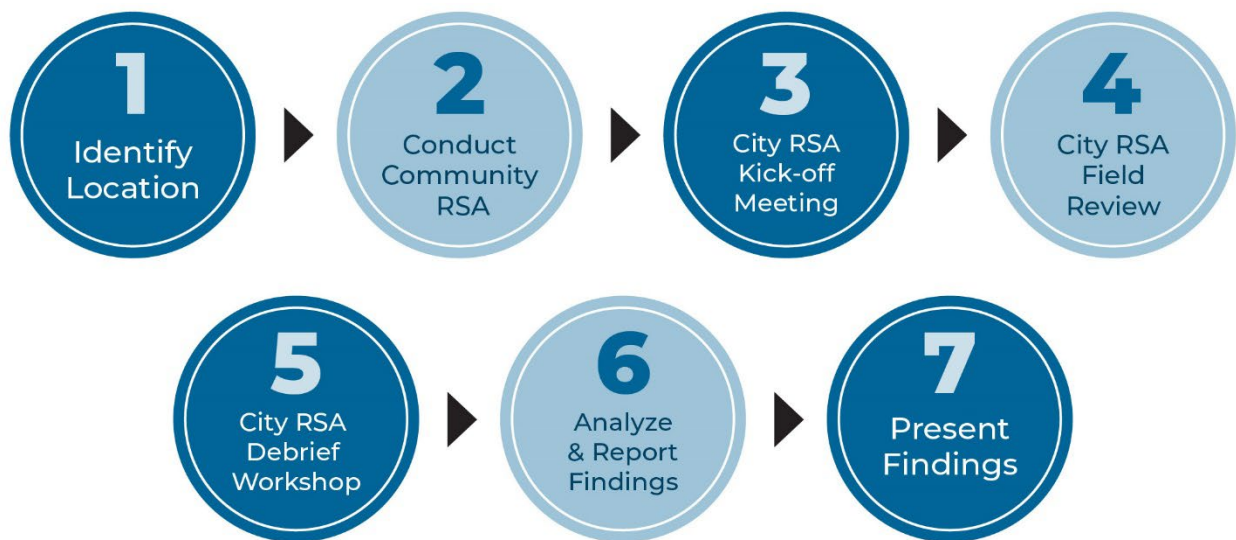 1
Identify
Location
2
Conduct
Community
RSA
3
City RSA
Kick-off
Meeting
4
City RSA
Field
Review
5
City RSA
Debrief
Workshop
6
Analyze
& Report
Findings
7
Present
Findings